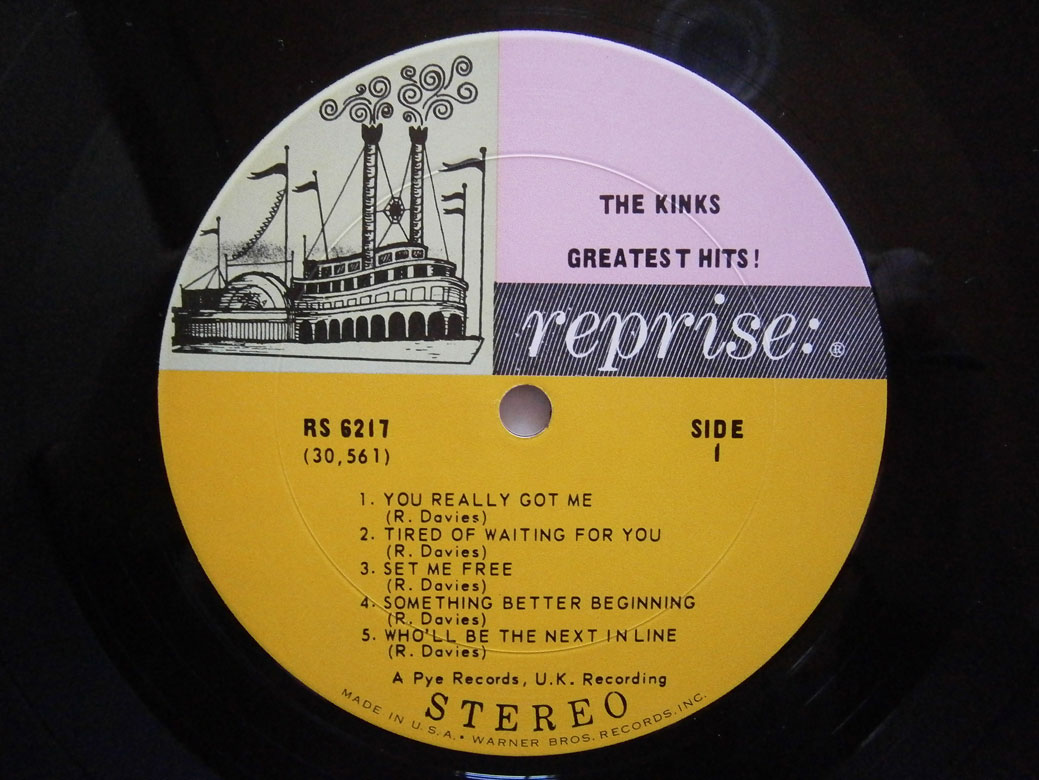 THE KINKS
GREATEST HITS!
reprise: ®
RS 6217
(30,561)
SIDE
1
1. YOU REALLY GOT ME
(R. Davies)
2. TIRED OF WAITING FOR YOU
(R. Davies)
3. SET ME FREE
(R. Davies)
4. SOMETHING BETTER BEGINNING
(R. Davies)
5. WHO'LL BE THE NEXT IN LINE
(R. Davies)
A Pye Records, U.K. Recording
STEREO
MADE IN U.S.A. • WARNER BROS. RECORDS, INC.